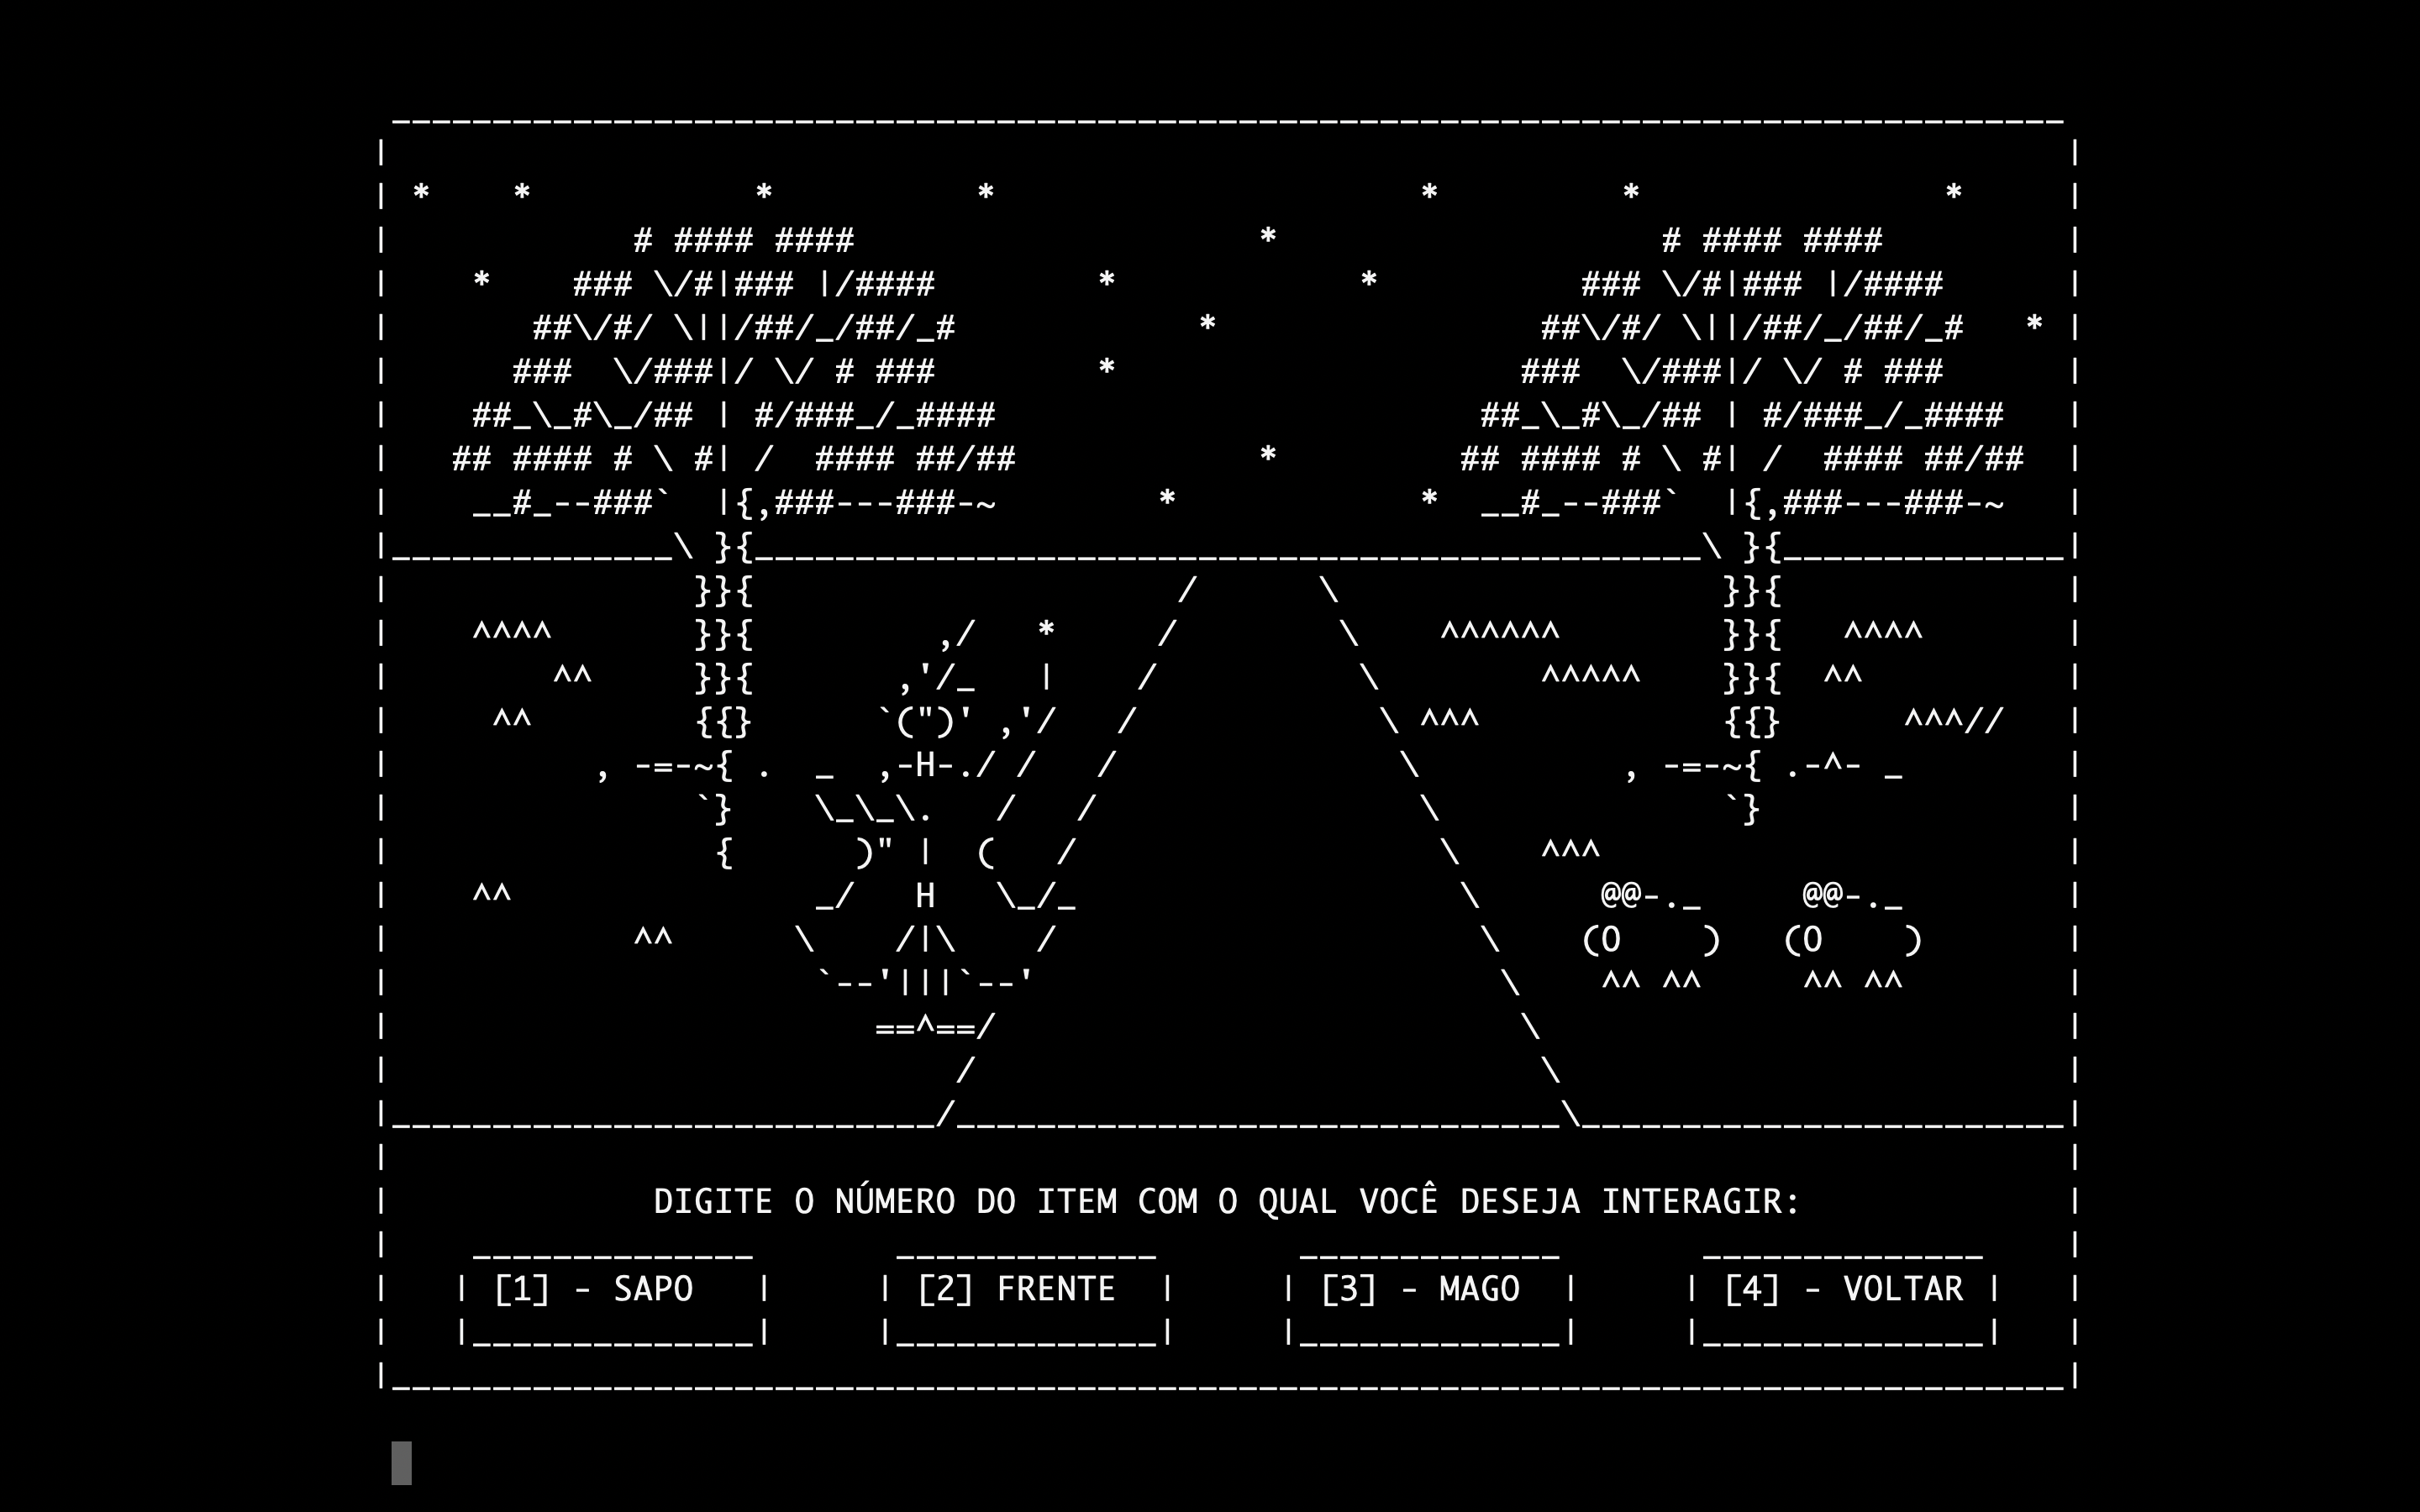 DIGITE O NÚMERO DO ITEM COM O QUAL VOCÊ DESEJA INTERAGIR:
[1] - SAPO [2] FRENTE [3] - MAGO [4] - VOLTAR